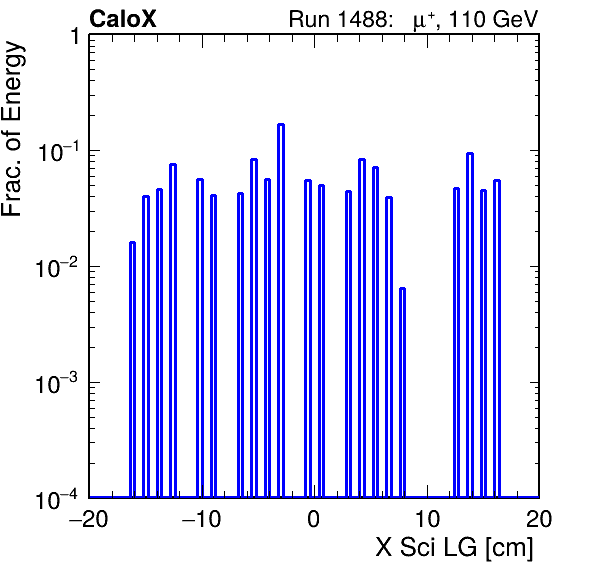 CaloX Run 1488: μ⁺, 110 GeV
Frac. of Energy
1
10⁻¹
10⁻²
10⁻³
10⁻⁴
−20 −10 0 10 20
X Sci LG [cm]